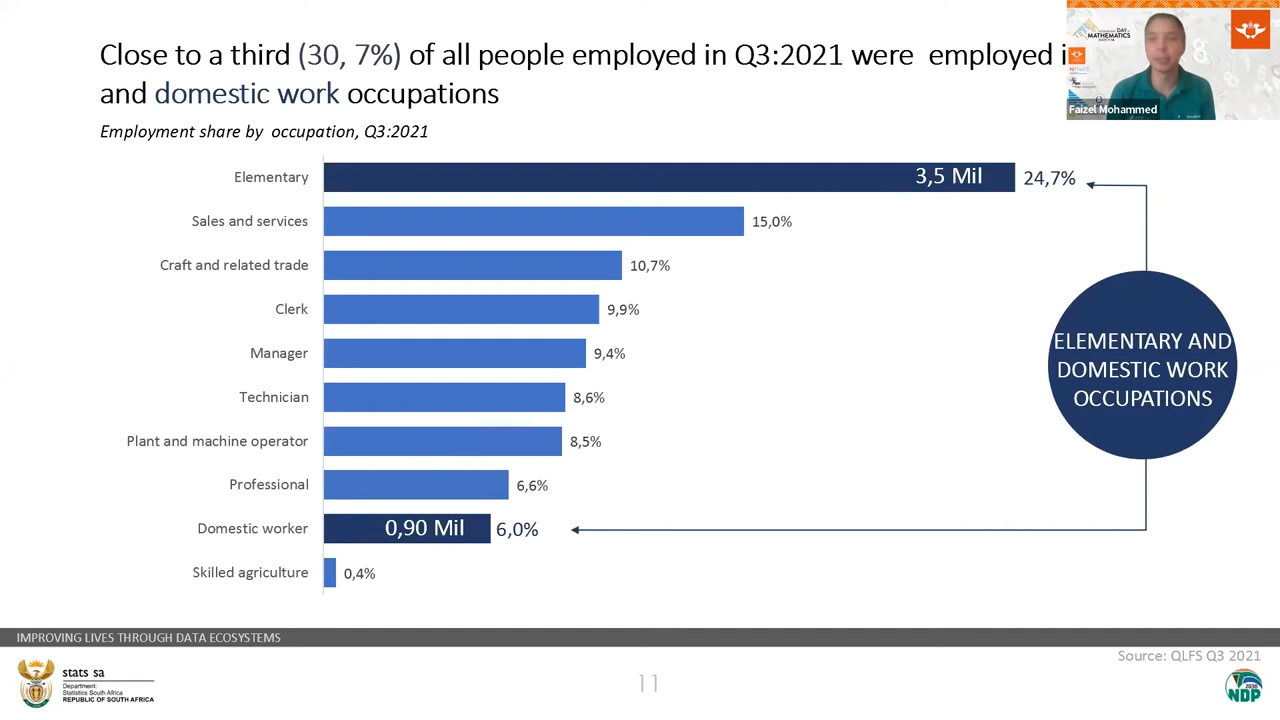 Close to a third (30, 7%) of all people employed in Q3:2021 were employed i
and domestic work occupations
Employment share by occupation, Q3:2021
DAY of
MATHEMATICS
Faizel Mohammed
Elementary
3,5 Mil
24,7%
Sales and services
15,0%
Craft and related trade
10,7%
Clerk
9,9%
Manager
9,4%
Technician
8,6%
Plant and machine operator
8,5%
Professional
6,6%
Domestic worker
0,90 Mil
6,0%
Skilled agriculture
0,4%
ELEMENTARY AND
DOMESTIC WORK
OCCUPATIONS
IMPROVING LIVES THROUGH DATA ECOSYSTEMS
Source: QLFS Q3 2021
stats sa
Department:
Statistics South Africa
REPUBLIC OF SOUTH AFRICA
11
2030
NDP